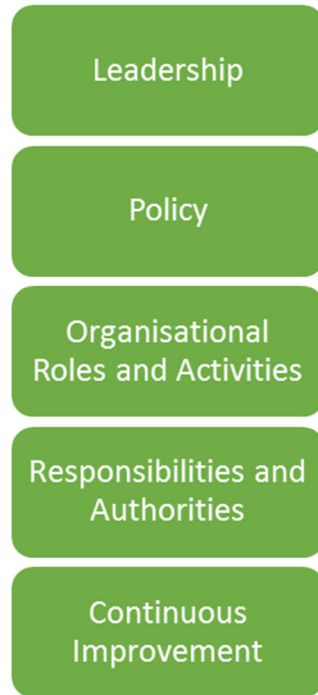 Leadership
Policy
Organisational
Roles and Activities
Responsibilities and
Authorities
Continuous
Improvement